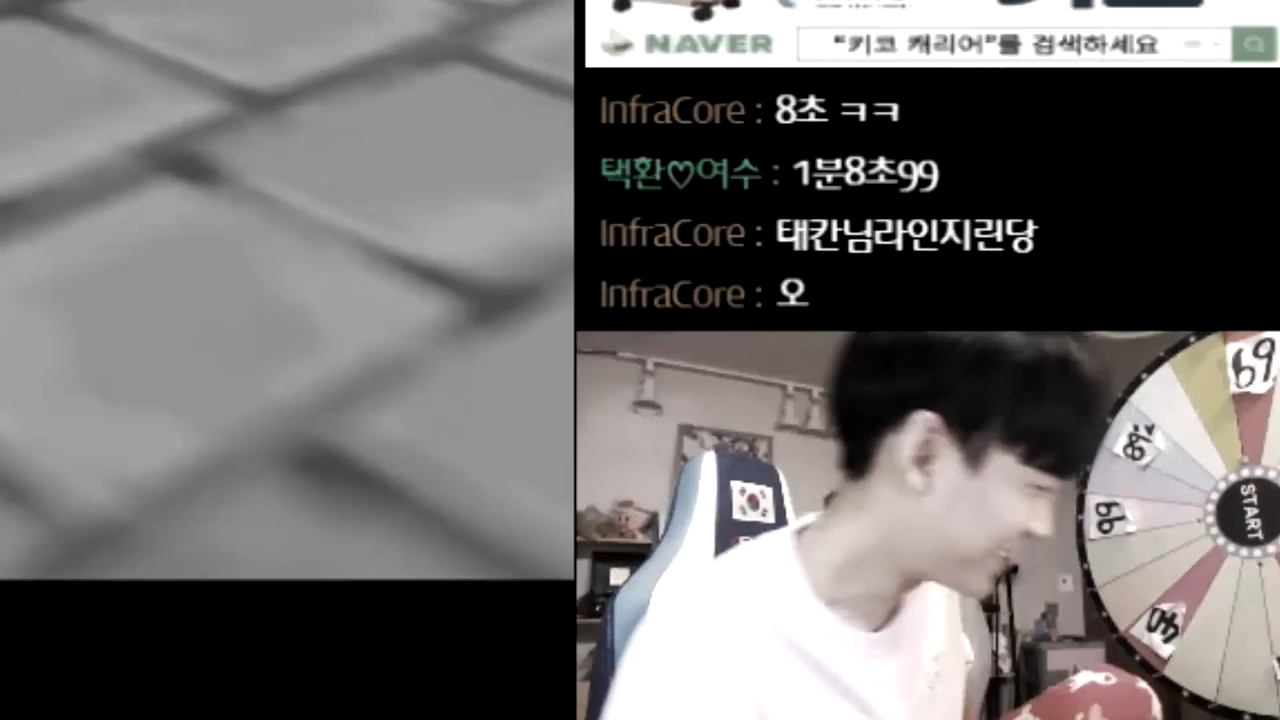 NAVER "키코 캐리어"를 검색하세요
InfraCore : 8초 ㅋㅋ
택환♡여수 : 1분8초99
InfraCore : 태칸님라인지린당
InfraCore : 오
69
68
66
START
40